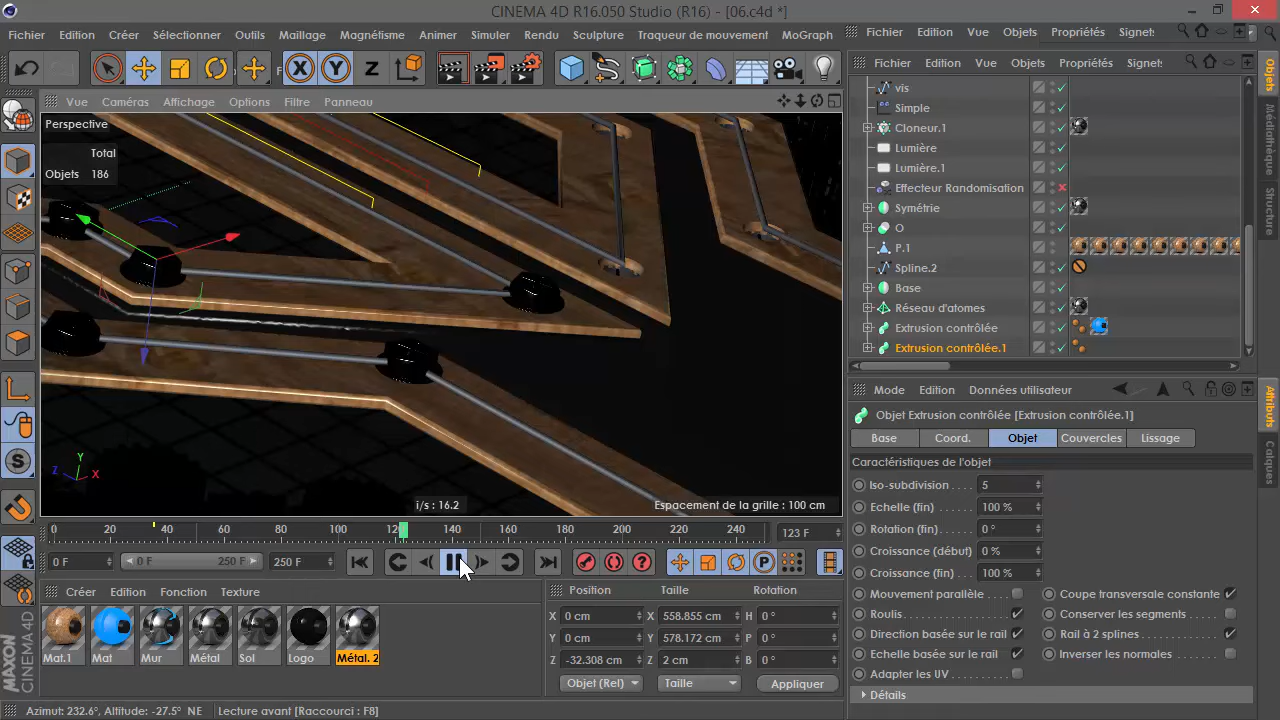 CINEMA 4D R16.050 Studio (R16) - [06.c4d *]
Fichier Edition Créer Sélectionner Outils Maillage Magnétisme Animer Simuler Rendu Sculpture Traqueur de mouvement MoGraph
Fichier Edition Vue Objets Propriétés Signets
Fichier Edition Vue Objets Propriétés Signet
X Y Z
Vue Caméras Affichage Options Filtre Panneau
Perspective
Total
Objets 186
vis
Simple
Cloneur.1
Lumière
Lumière.1
Effecteur Randomisation
Symétrie
O
P.1
Spline.2
Base
Réseau d'atomes
Extrusion contrôlée
Extrusion contrôlée.1
Objets
Médiathèque
Structure
Mode Edition Données utilisateur
Objet Extrusion contrôlée [Extrusion contrôlée.1]
Base Coord. Objet Couvercles Lissage
Caractéristiques de l'objet
Iso-subdivision 5
Echelle (fin) 100 %
Rotation (fin) 0 °
Croissance (début) 0 %
Croissance (fin) 100 %
Mouvement parallèle Coupe transversale constante
Roulis Conserver les segments
Direction basée sur le rail Rail à 2 splines
Echelle basée sur le rail Inverser les normales
Adapter les UV
Détails
Attributs
Calques
Y
Z X
i/s : 16.2
Espacement de la grille : 100 cm
0 20 40 60 80 100 123 140 160 180 200 220 240
123 F
0 F 0 F 250 F 250 F
Créer Edition Fonction Texture
Mat.1 Mat Mur Métal Sol Logo Métal. 2
Position Taille Rotation
X 0 cm X 558.855 cm H 0 °
Y 0 cm Y 578.172 cm P 0 °
Z -32.308 cm Z 2 cm B 0 °
Objet (Rel) Taille Appliquer
MAXON
CINEMA 4D
Azimut: 232.6°, Altitude: -27.5° NE Lecture avant [Raccourci : F8]